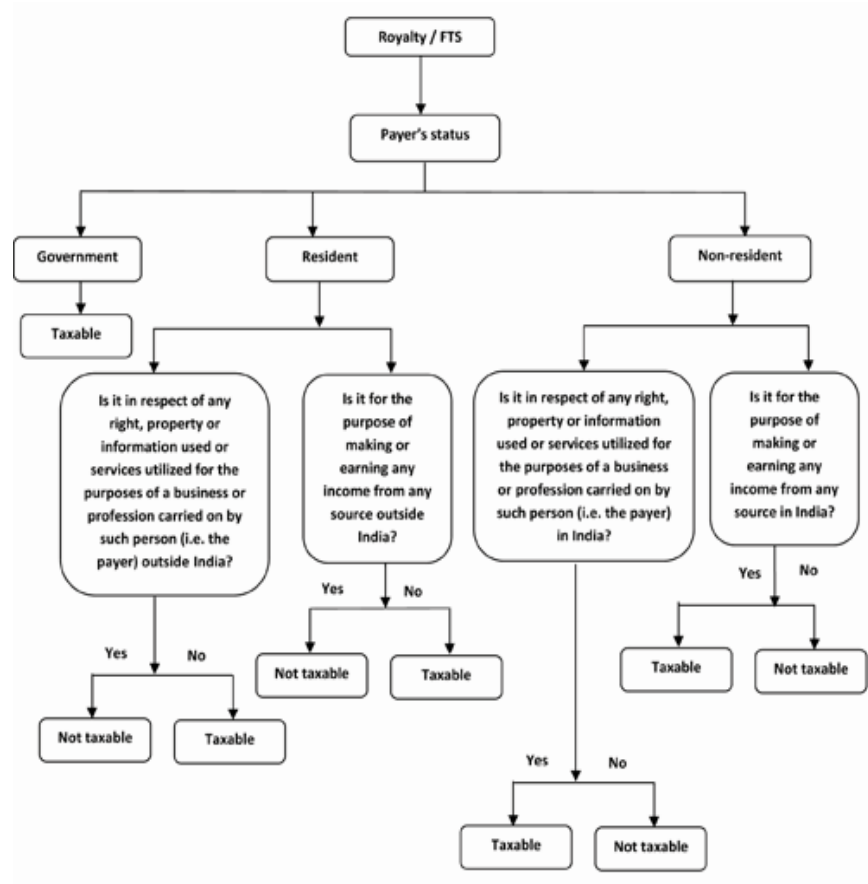 Royalty / FTS
Payer's status
Government
Resident
Non-resident
Taxable
Is it in respect of any
right, property or
information used or
services utilized for the
purposes of a business or
profession carried on by
such person (i.e. the
payer) outside India?
Is it for the
purpose of
making or
earning any
income from any
source outside
India?
Is it in respect of any right,
property or information
used or services utilized for
the purposes of a business
or profession carried on by
such person (i.e. the payer)
in India?
Is it for the
purpose of
making or
earning any
income from any
source in India?
Yes
No
Not taxable
Taxable
Yes
No
Not taxable
Taxable
Yes
No
Taxable
Not taxable
Yes
No
Taxable
Not taxable